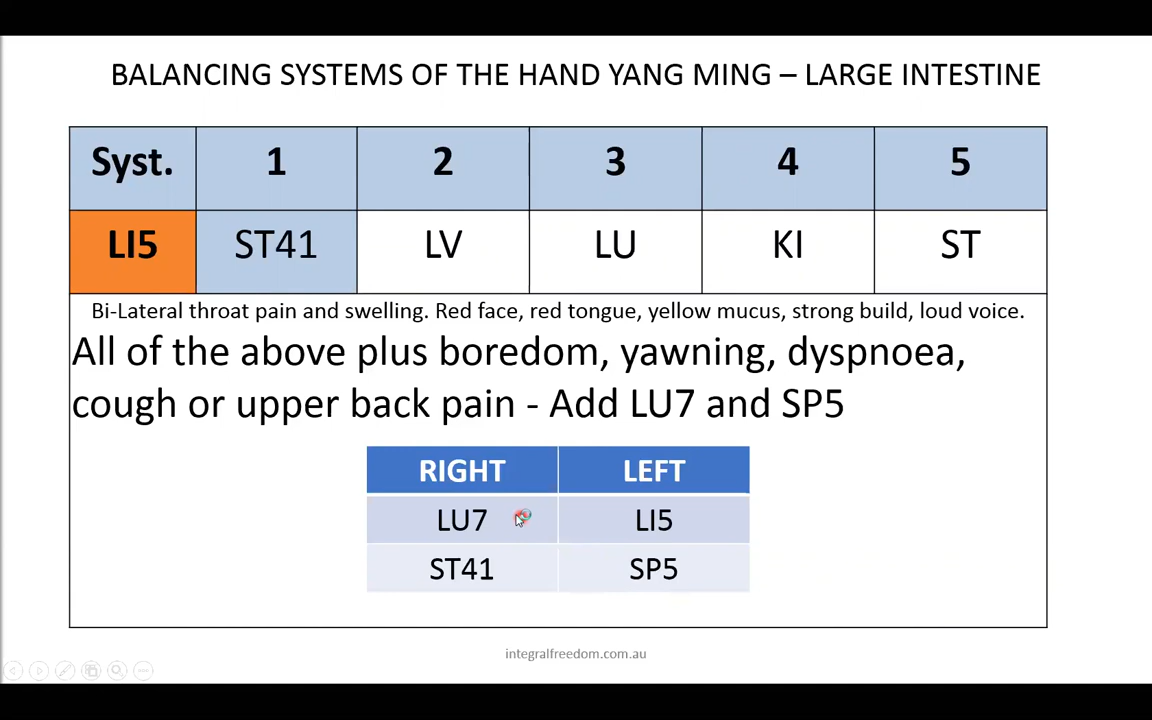 BALANCING SYSTEMS OF THE HAND YANG MING – LARGE INTESTINE
Syst. 1 2 3 4 5
LI5 ST41 LV LU KI ST
Bi-Lateral throat pain and swelling. Red face, red tongue, yellow mucus, strong build, loud voice.
All of the above plus boredom, yawning, dyspnoea,
cough or upper back pain - Add LU7 and SP5
RIGHT LEFT
LU7 LI5
ST41 SP5
integralfreedom.com.au